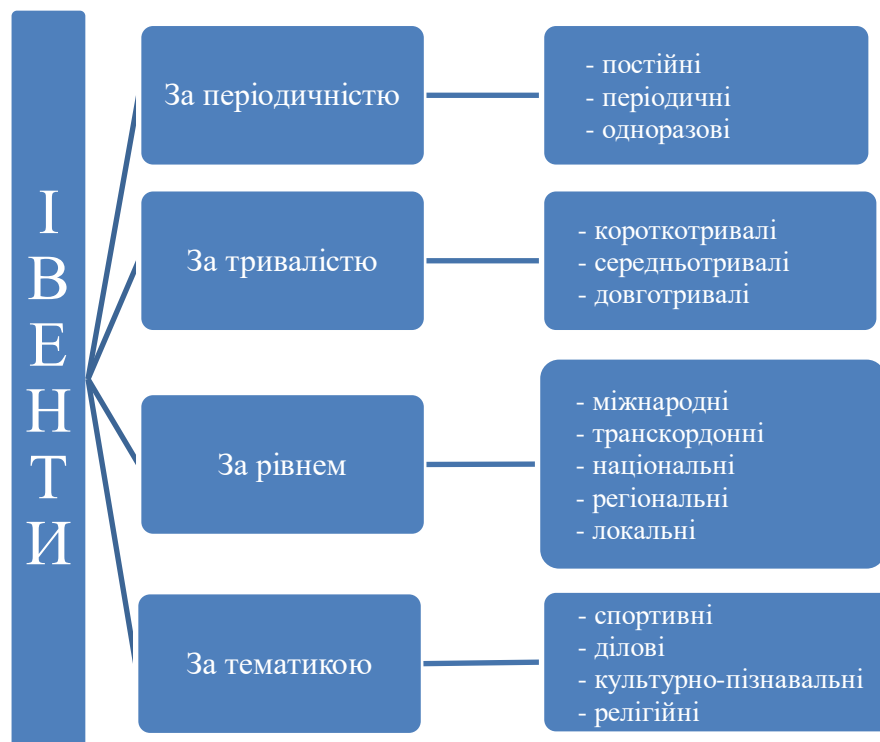 ІВЕНТИ
За періодичністю
- постійні
- періодичні
- одноразові
За тривалістю
- короткотривалі
- середньотривалі
- довготривалі
За рівнем
- міжнародні
- транскордонні
- національні
- регіональні
- локальні
За тематикою
- спортивні
- ділові
- культурно-пізнавальні
- релігійні